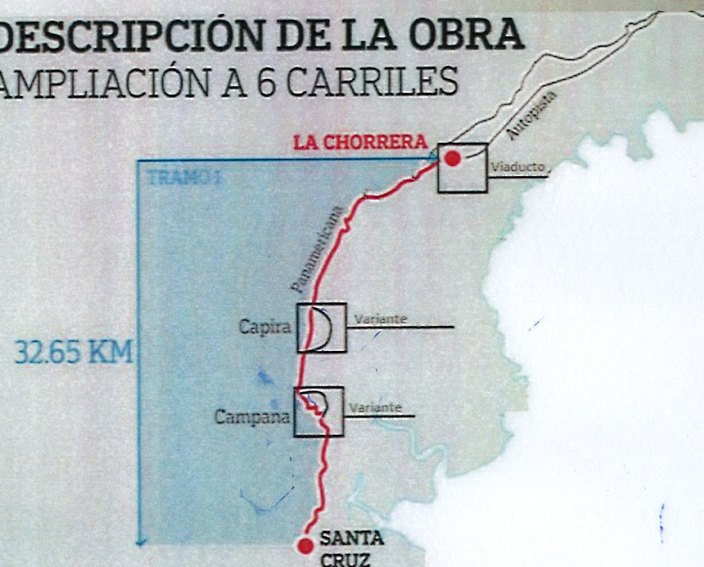 DESCRIPCIÓN DE LA OBRA
AMPLIACIÓN A 6 CARRILES
Autopista
LA CHORRERA
Viaducto
TRAMO 1
Panamericana
Capira
Variante
32.65 KM
Campana
Variante
SANTA
CRUZ